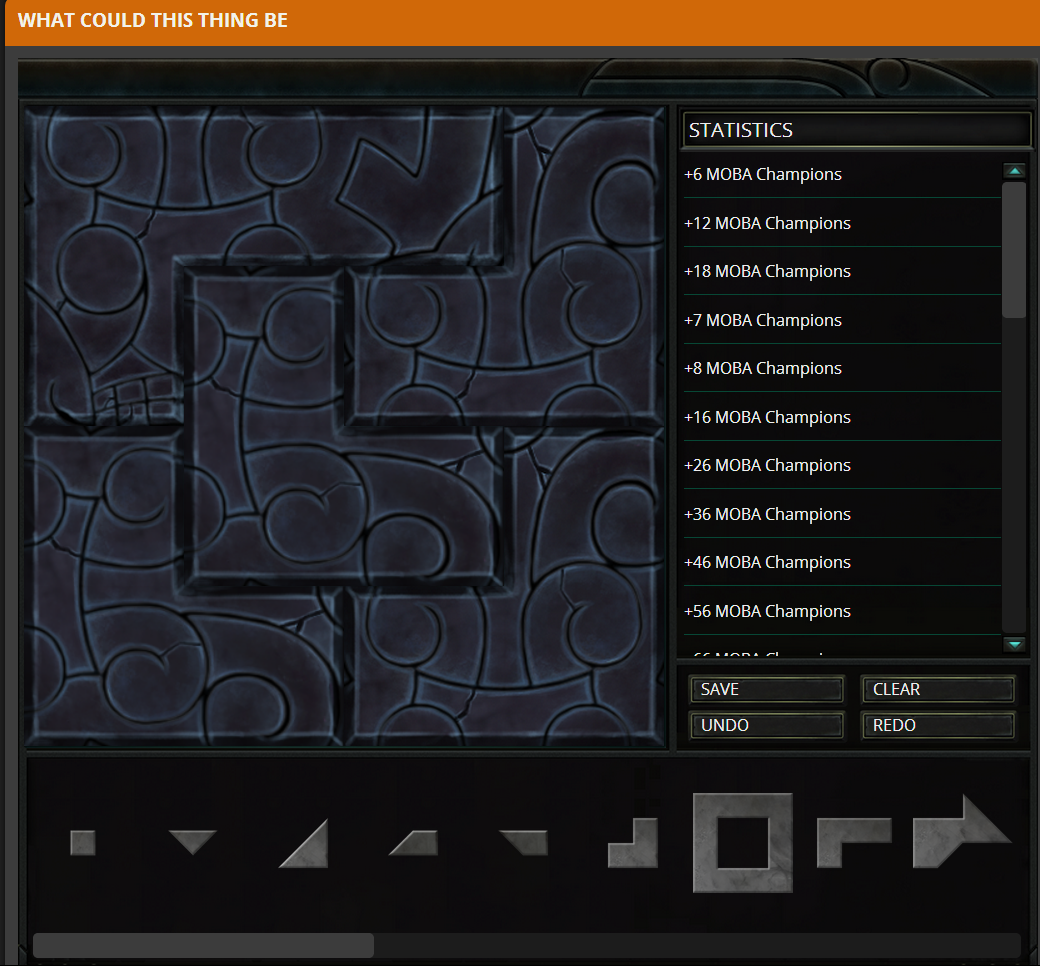 WHAT COULD THIS THING BE
STATISTICS
+6 MOBA Champions
+12 MOBA Champions
+18 MOBA Champions
+7 MOBA Champions
+8 MOBA Champions
+16 MOBA Champions
+26 MOBA Champions
+36 MOBA Champions
+46 MOBA Champions
+56 MOBA Champions
SAVE
CLEAR
UNDO
REDO